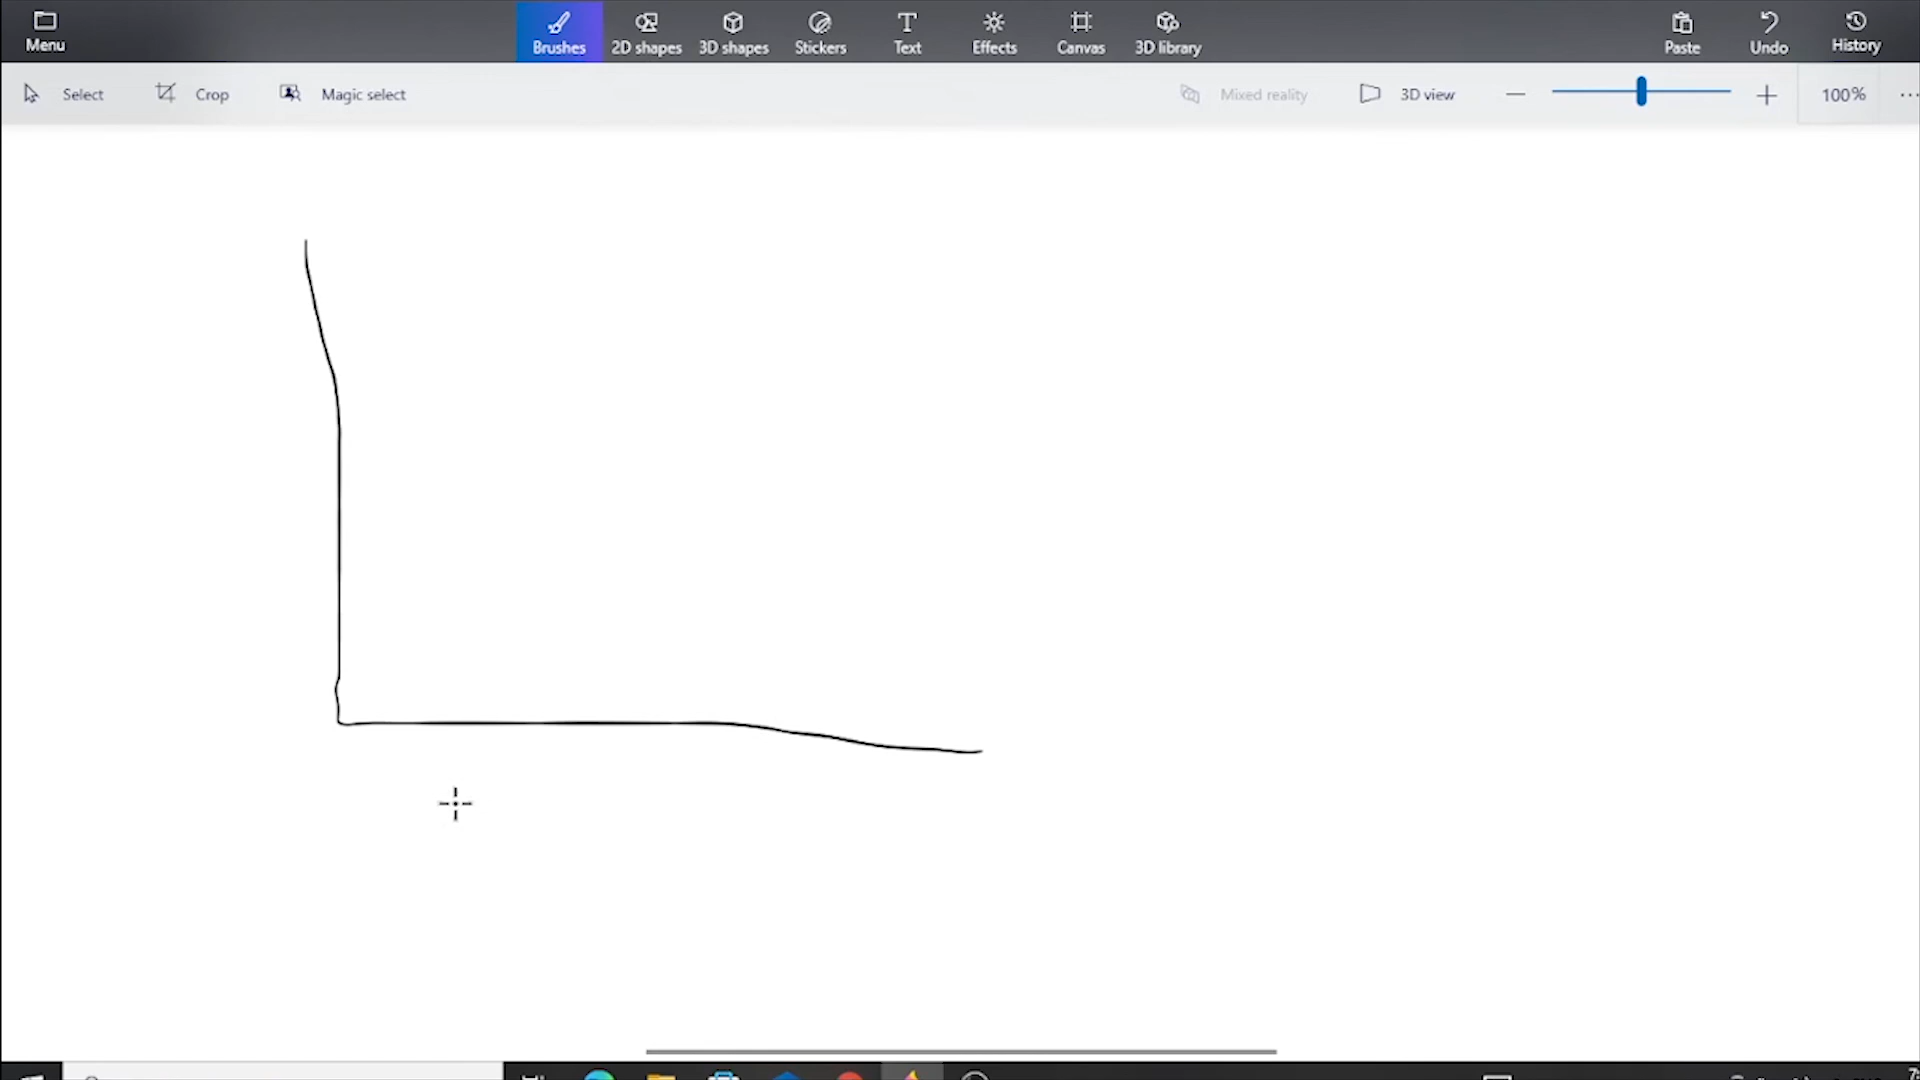 Menu Brushes 2D shapes 3D shapes Stickers Text Effects Canvas 3D library Paste Undo History
Select Crop Magic select Mixed reality 3D view 100%